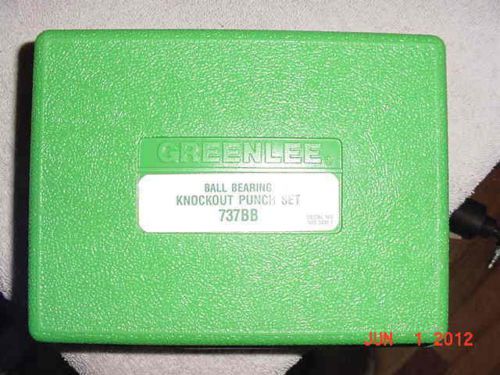 GREENLEE®
BALL BEARING
KNOCKOUT PUNCH SET
737BB
JUN 1 2012